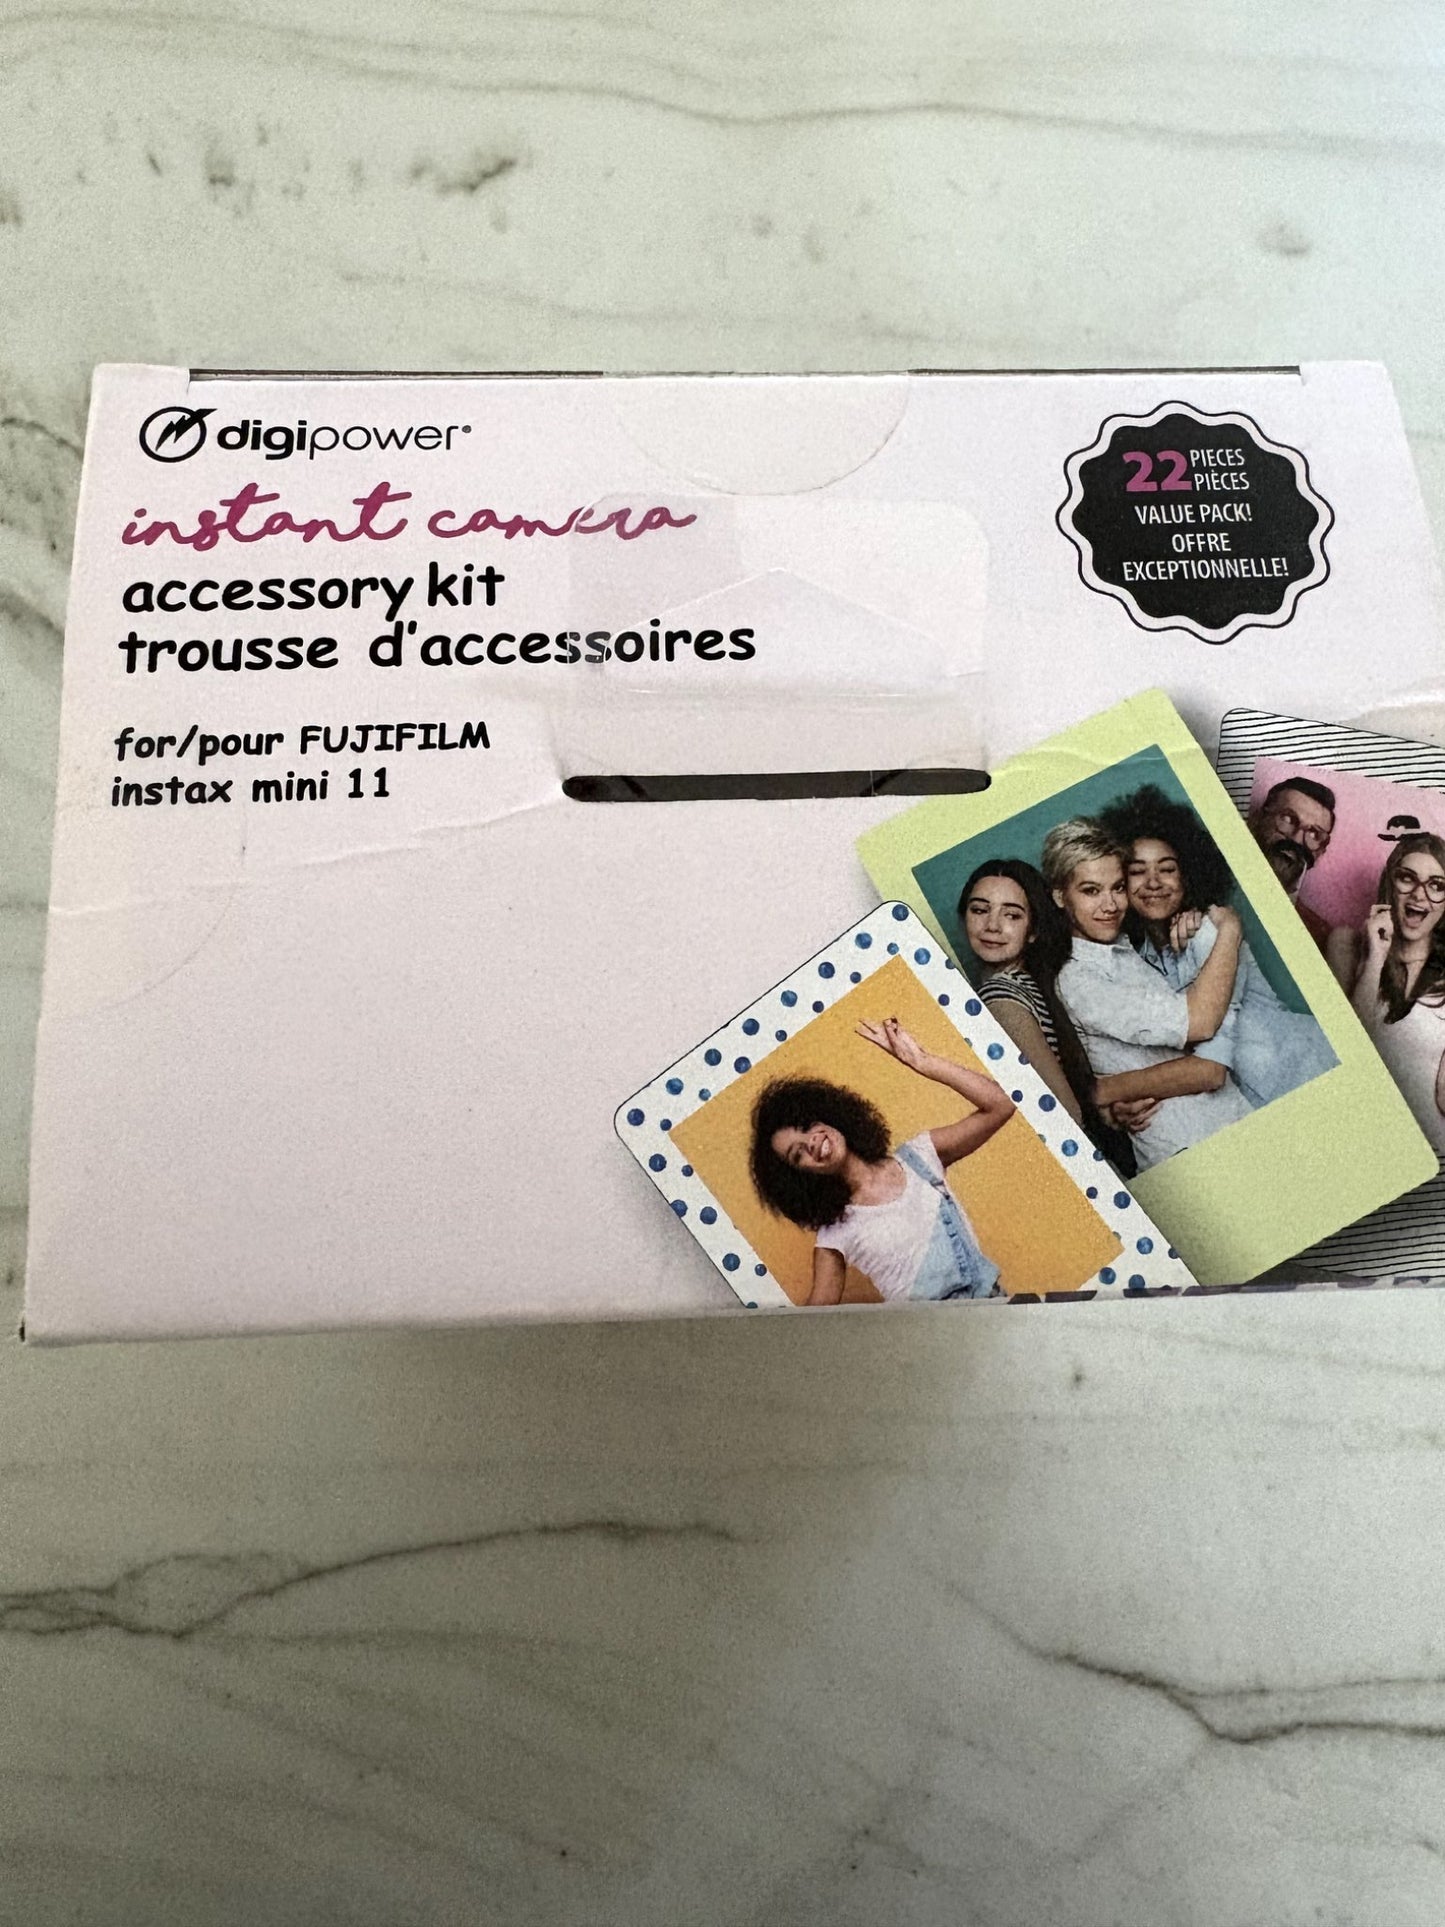 digipower
instant camera
accessory kit
trousse d'accessoires
for/pour FUJIFILM
instax mini 11
22 PIECES
PIÈCES
VALUE PACK!
OFFRE
EXCEPTIONNELLE!